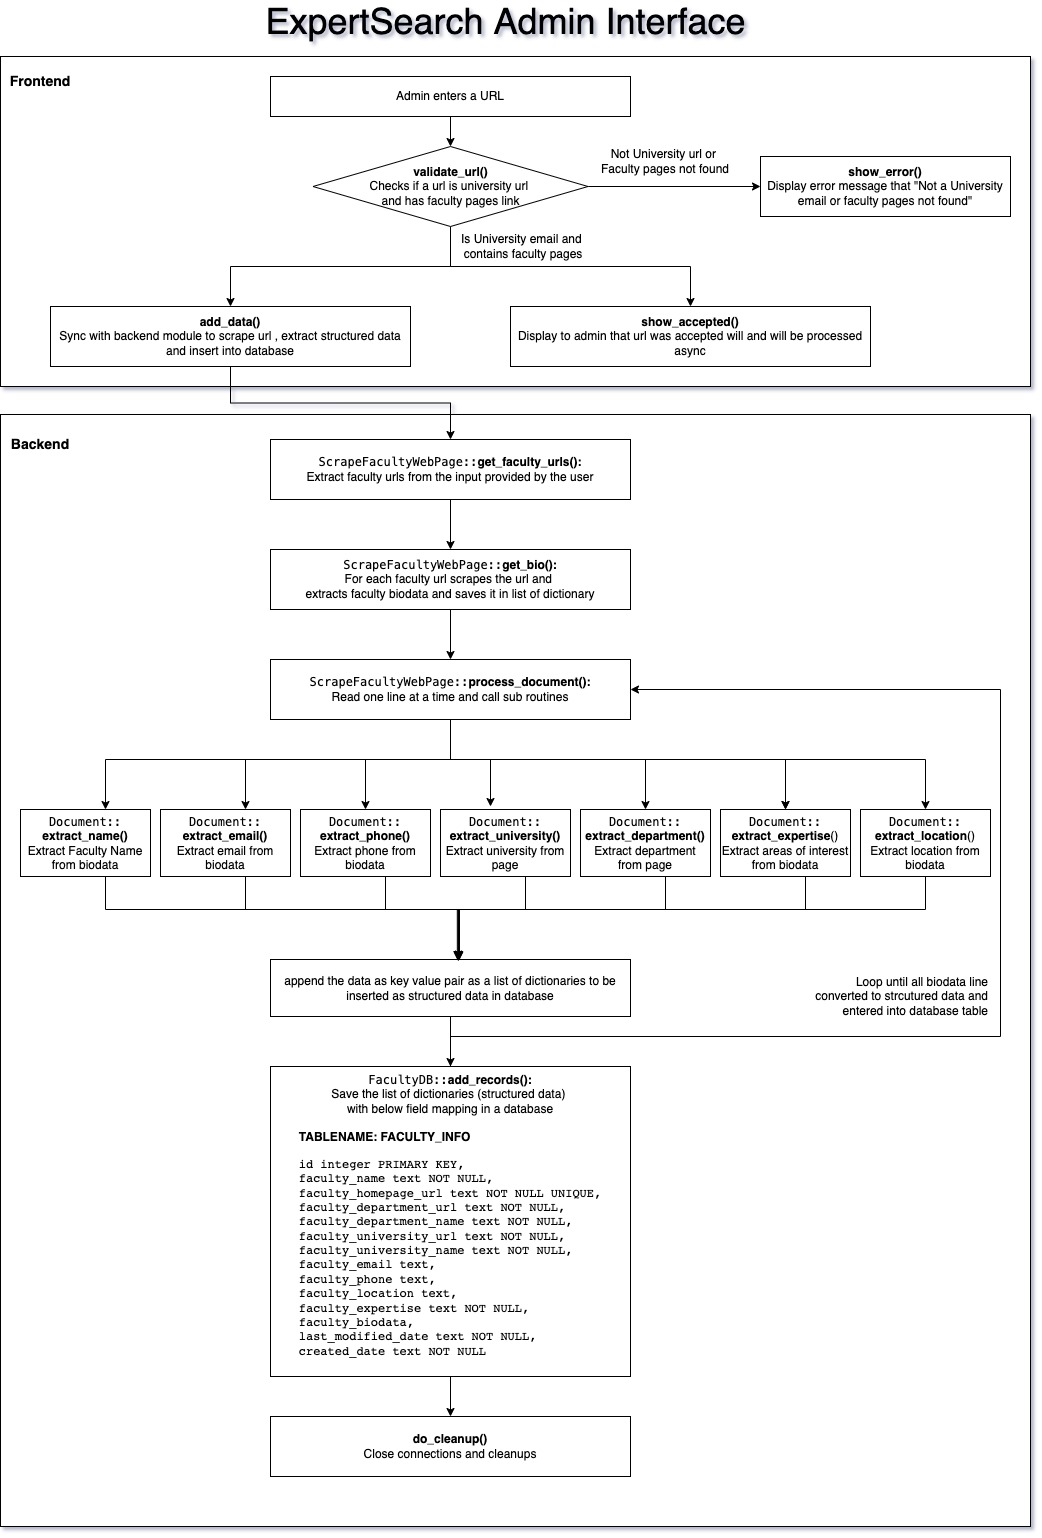 ExpertSearch Admin Interface
Frontend
Admin enters a URL
validate_url()
Checks if a url is university url
and has faculty pages link
Not University url or
Faculty pages not found
show_error()
Display error message that "Not a University
email or faculty pages not found"
Is University email and
contains faculty pages
add_data()
Sync with backend module to scrape url , extract structured data
and insert into database
show_accepted()
Display to admin that url was accepted will and will be processed
async
Backend
ScrapeFacultyWebPage::get_faculty_urls():
Extract faculty urls from the input provided by the user
ScrapeFacultyWebPage::get_bio():
For each faculty url scrapes the url and
extracts faculty biodata and saves it in list of dictionary
ScrapeFacultyWebPage::process_document():
Read one line at a time and call sub routines
Document::
extract_name()
Extract Faculty Name
from biodata
Document::
extract_email()
Extract email from
biodata
Document::
extract_phone()
Extract phone from
biodata
Document::
extract_university()
Extract university from
page
Document::
extract_department()
Extract department
from page
Document::
extract_expertise()
Extract areas of interest
from biodata
Document::
extract_location()
Extract location from
biodata
append the data as key value pair as a list of dictionaries to be
inserted as structured data in database
Loop until all biodata line
converted to strcutured data and
entered into database table
FacultyDB::add_records():
Save the list of dictionaries (structured data)
with below field mapping in a database
TABLENAME: FACULTY_INFO
id integer PRIMARY KEY,
faculty_name text NOT NULL,
faculty_homepage_url text NOT NULL UNIQUE,
faculty_department_url text NOT NULL,
faculty_department_name text NOT NULL,
faculty_university_url text NOT NULL,
faculty_university_name text NOT NULL,
faculty_email text,
faculty_phone text,
faculty_location text,
faculty_expertise text NOT NULL,
faculty_biodata,
last_modified_date text NOT NULL,
created_date text NOT NULL
do_cleanup()
Close connections and cleanups